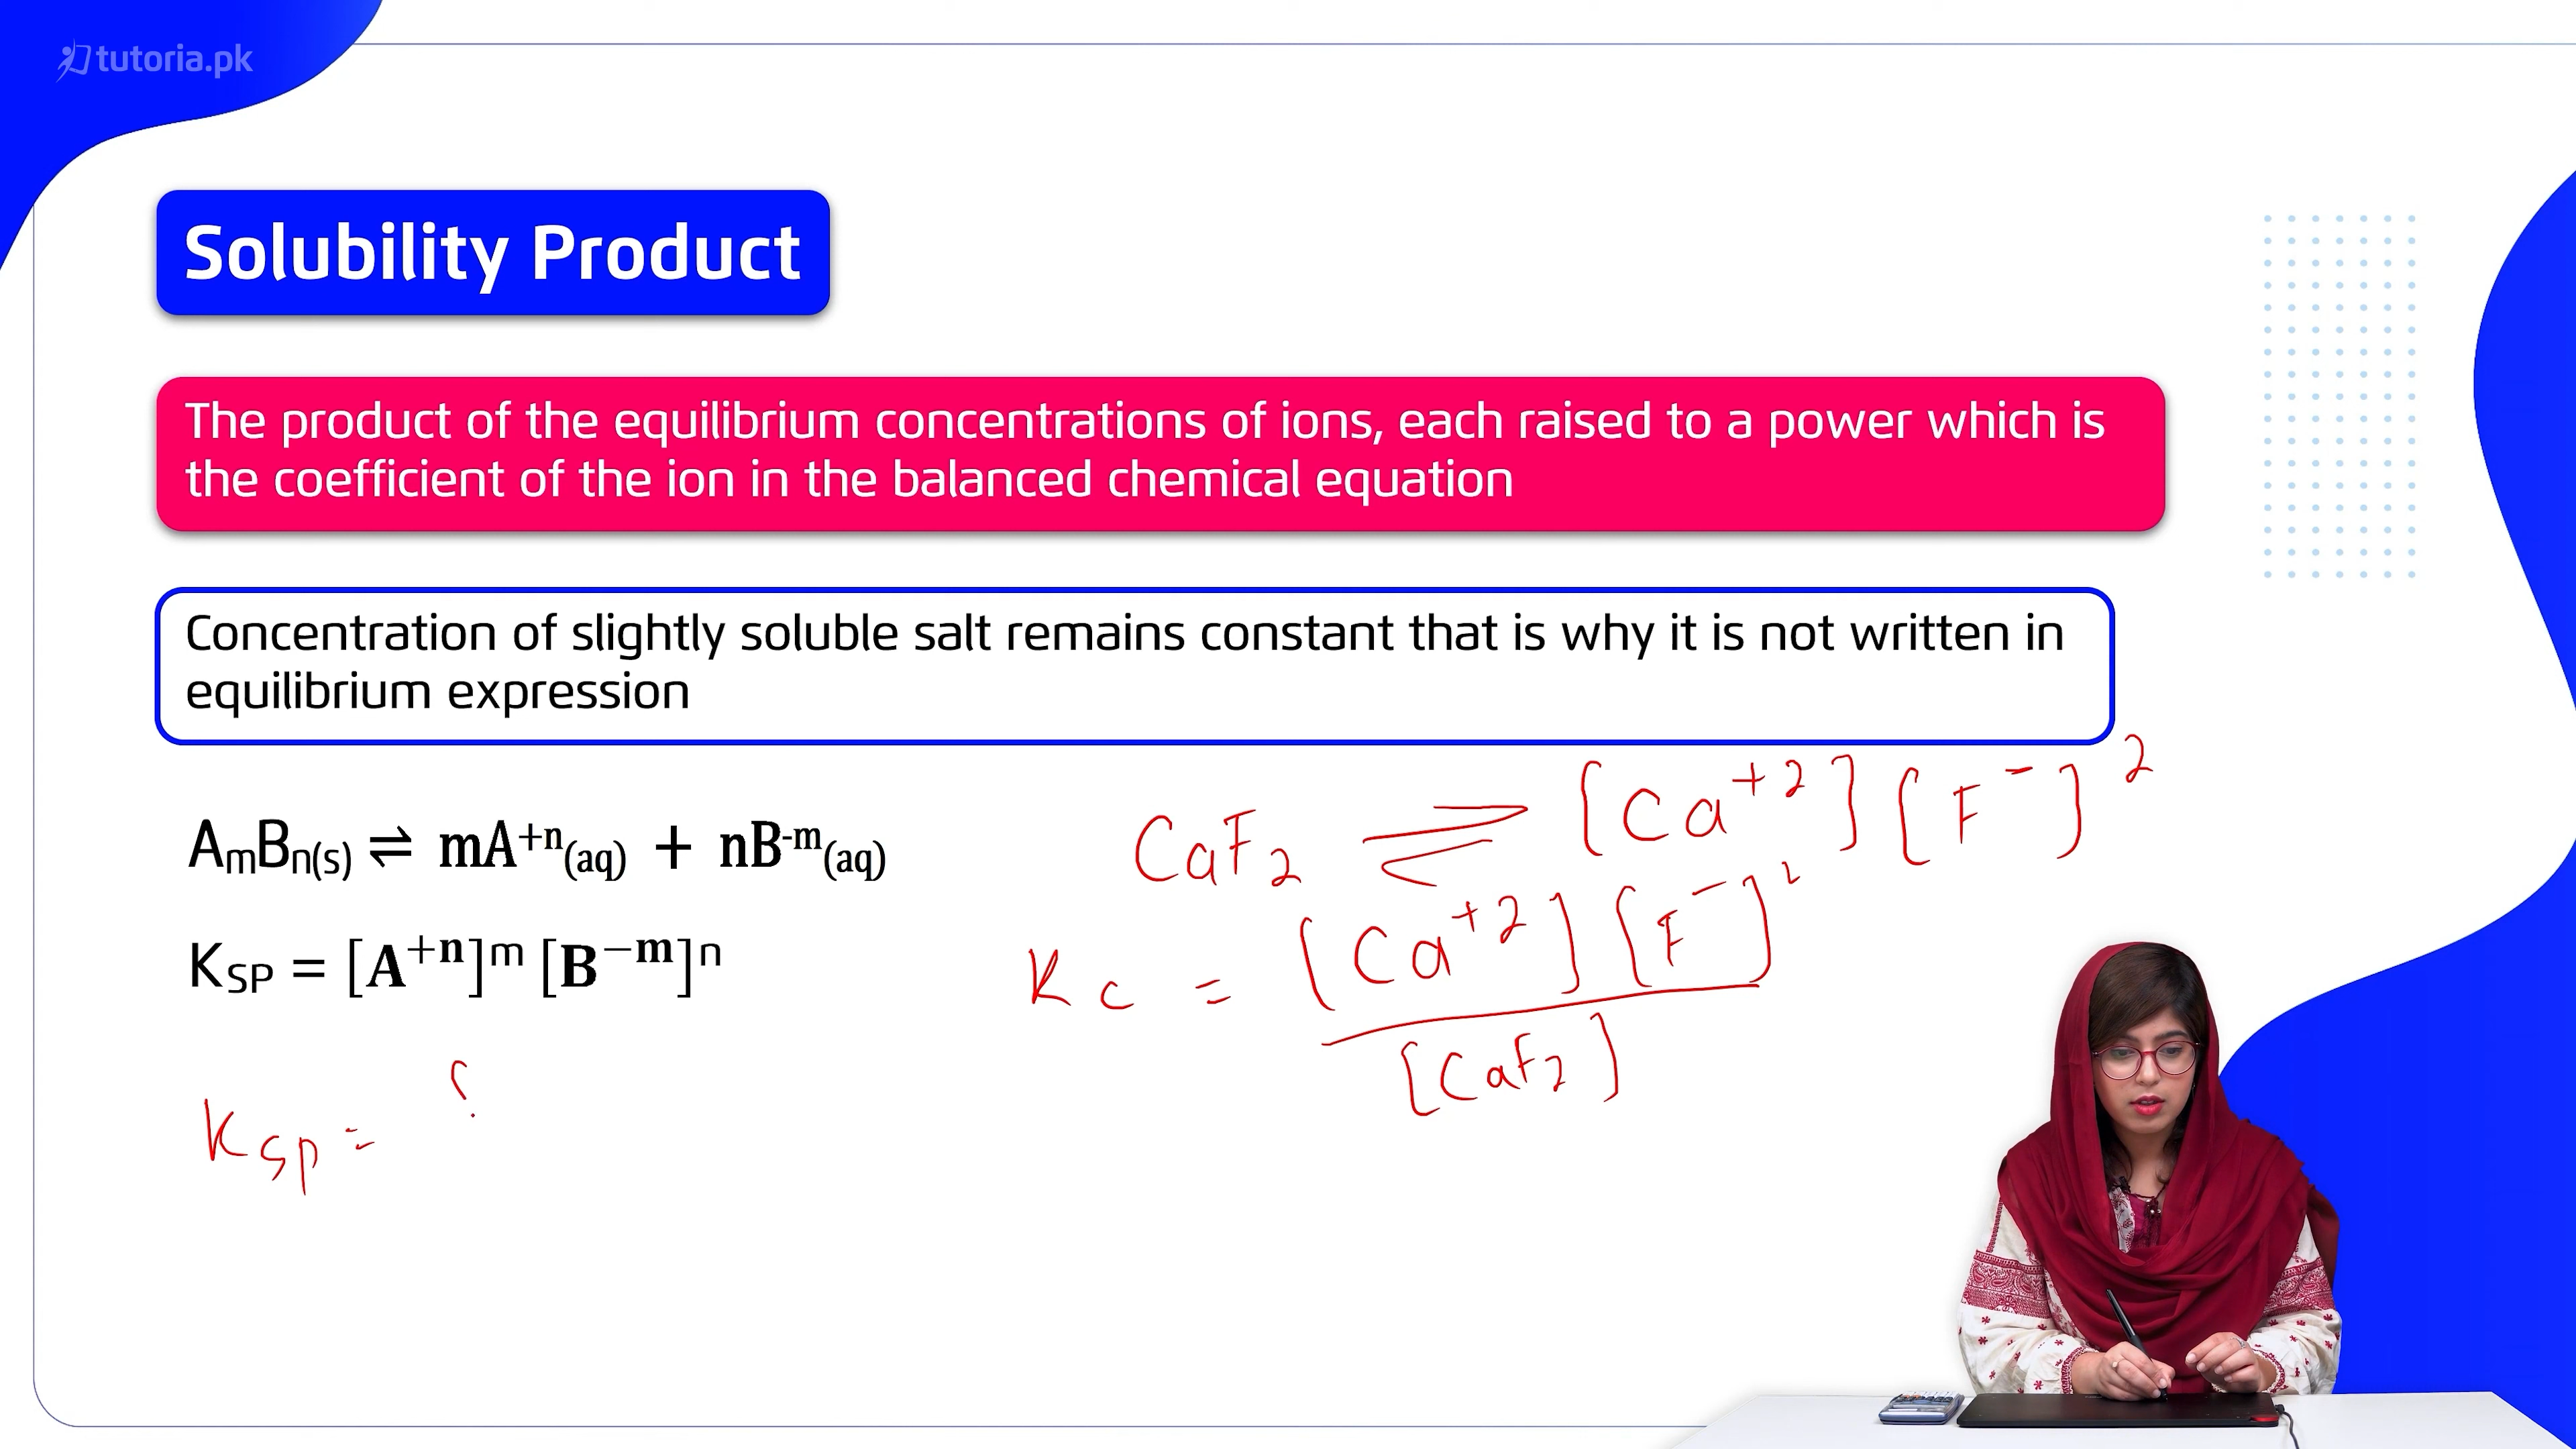 tutoria.pk
Solubility Product
The product of the equilibrium concentrations of ions, each raised to a power which is
the coefficient of the ion in the balanced chemical equation
Concentration of slightly soluble salt remains constant that is why it is not written in
equilibrium expression
AₘBₙ₍ₛ₎ ⇌ mA⁺ⁿ(aq) + nB⁻ᵐ(aq)
K_SP = [A⁺ⁿ]ᵐ [B⁻ᵐ]ⁿ
Ksp = ?
CaF₂ ⇌ [Ca⁺²] [F⁻]²
Kc = [Ca⁺²] [F⁻]²
[CaF₂]